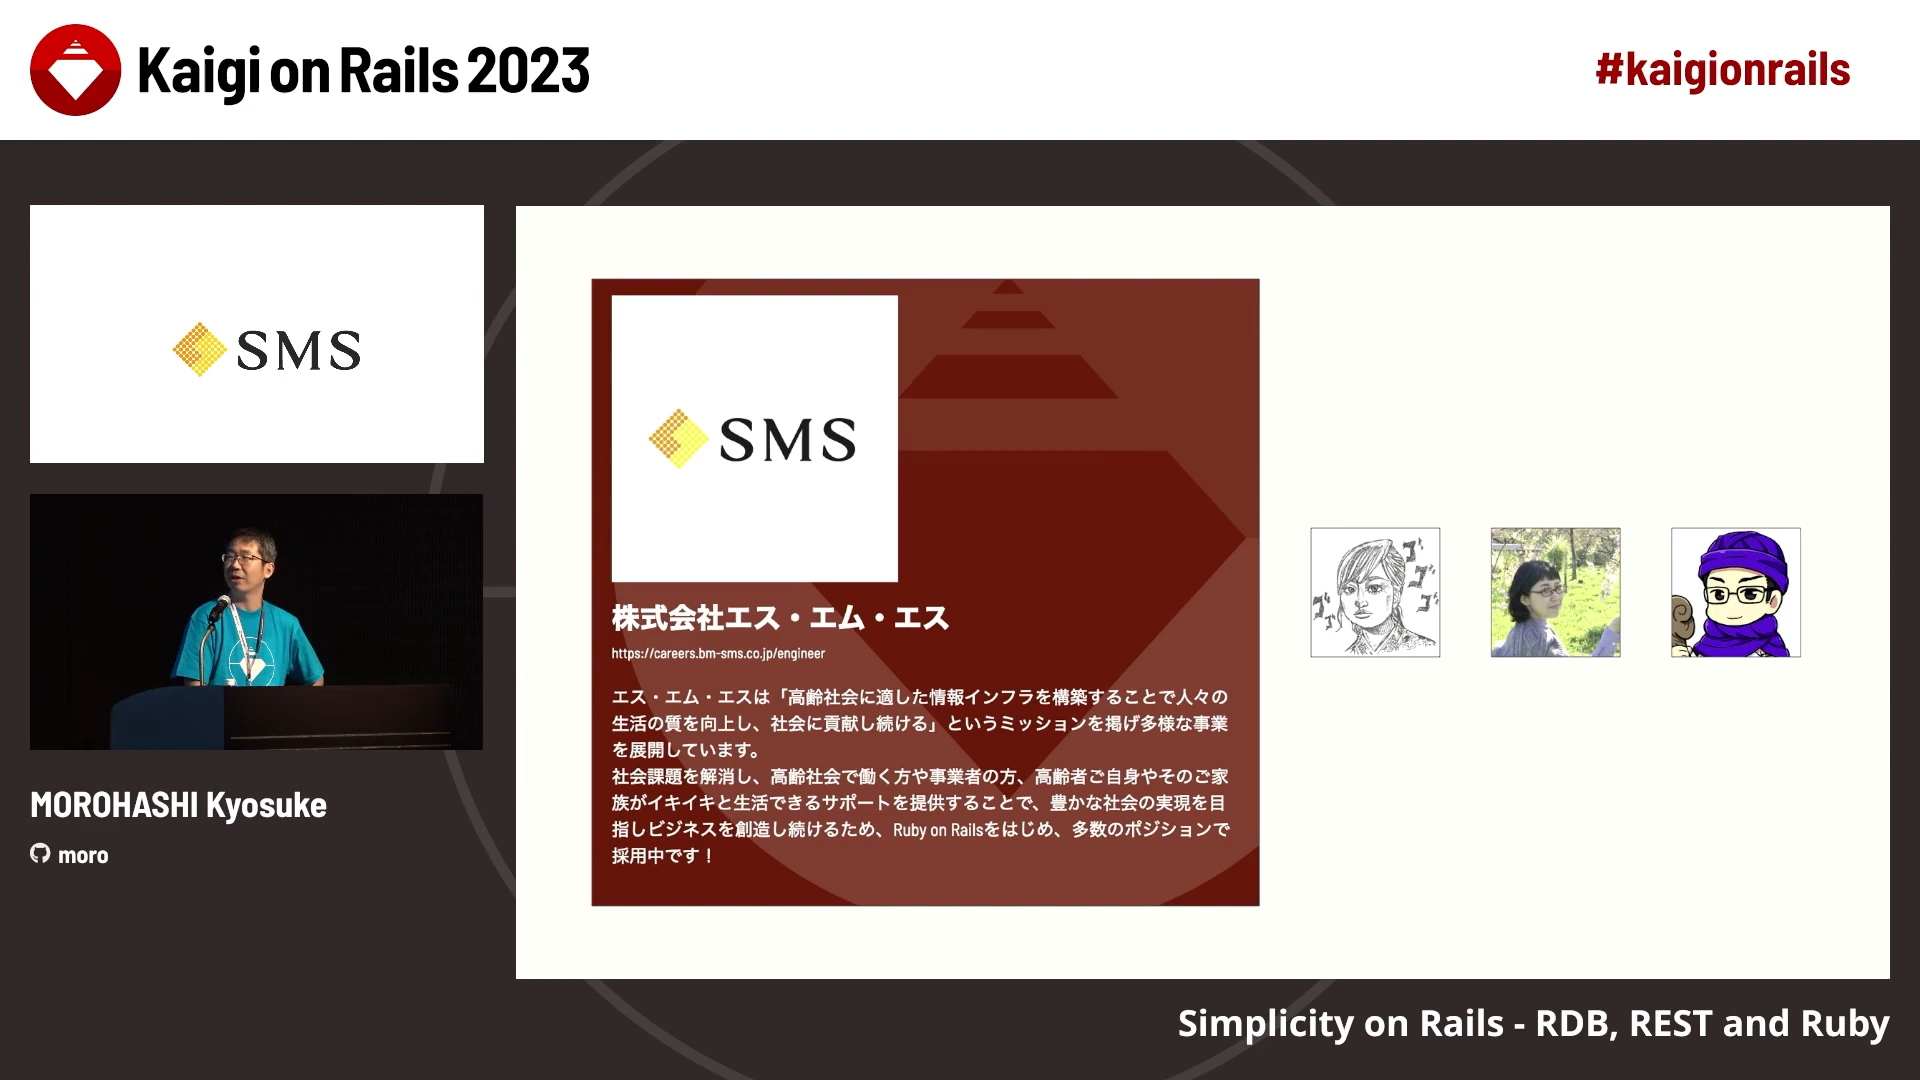 Kaigi on Rails 2023
#kaigionrails
SMS
MOROHASHI Kyosuke
moro
SMS
株式会社エス・エム・エス
https://careers.bm-sms.co.jp/engineer
エス・エム・エスは「高齢社会に適した情報インフラを構築することで人々の
生活の質を向上し、社会に貢献し続ける」というミッションを掲げ多様な事業
を展開しています。
社会課題を解消し、高齢社会で働く方や事業者の方、高齢者ご自身やそのご家
族がイキイキと生活できるサポートを提供することで、豊かな社会の実現を目
指しビジネスを創造し続けるため、Ruby on Railsをはじめ、多数のポジションで
採用中です！
ゴゴゴ
ゴゴ
Simplicity on Rails - RDB, REST and Ruby